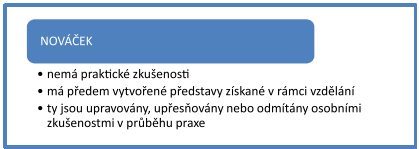 NOVÁČEK
• nemá praktické zkušenosti
• má předem vytvořené představy získané v rámci vzdělání
• ty jsou upravovány, upřesňovány nebo odmítány osobními
zkušenostmi v průběhu praxe